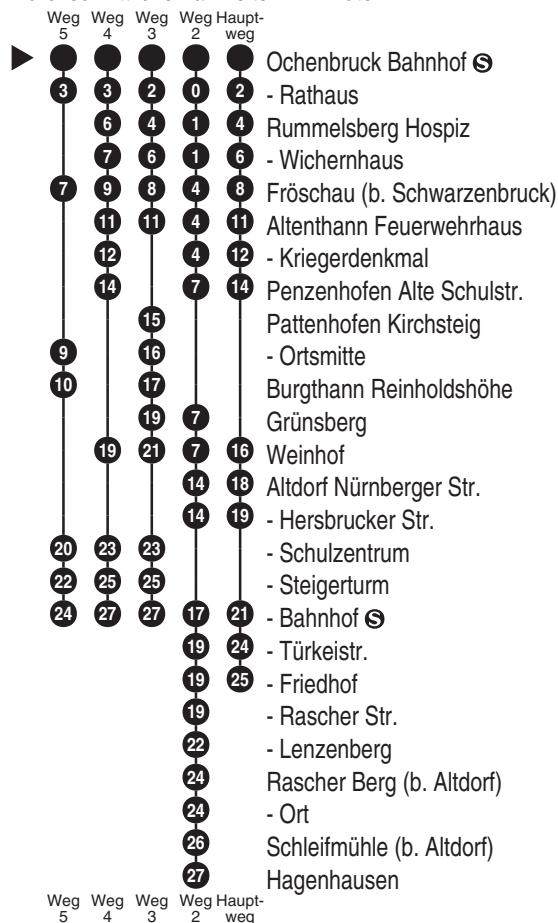 Weg Weg Weg Weg Haupt-
5 4 3 2 weg
Ochenbruck Bahnhof S
3 3 2 0 2 - Rathaus
6 4 1 4 Rummelsberg Hospiz
7 6 1 6 - Wichernhaus
7 9 8 4 8 Fröschau (b. Schwarzenbruck)
11 11 4 11 Altenthann Feuerwehrhaus
12 4 12 - Kriegerdenkmal
14 7 14 Penzenhofen Alte Schulstr.
15 Pattenhofen Kirchsteig
9 16 - Ortsmitte
10 17 Burgthann Reinholdshöhe
19 7 Grünsberg
19 21 7 16 Weinhof
14 18 Altdorf Nürnberger Str.
14 19 - Hersbrucker Str.
20 23 23 - Schulzentrum
22 25 25 - Steigerturm
24 27 27 17 21 - Bahnhof S
19 24 - Türkeistr.
19 25 - Friedhof
19 - Rascher Str.
22 - Lenzenberg
24 Rascher Berg (b. Altdorf)
24 - Ort
26 Schleifmühle (b. Altdorf)
27 Hagenhausen
Weg Weg Weg Weg Haupt-
5 4 3 2 weg